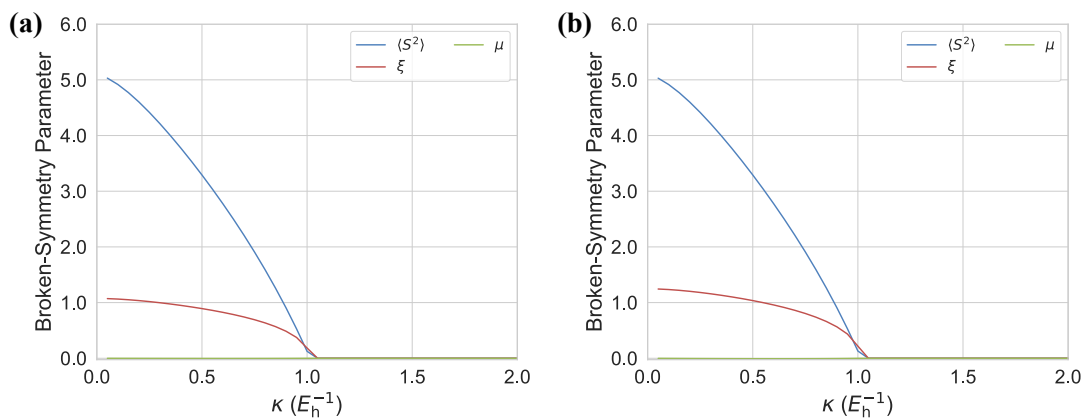 (a)
6.0
5.0
4.0
3.0
2.0
1.0
0.0
Broken-Symmetry Parameter
⟨S²⟩
μ
ξ
0.0 0.5 1.0 1.5 2.0
κ (E_h^{-1})
(b)
6.0
5.0
4.0
3.0
2.0
1.0
0.0
Broken-Symmetry Parameter
⟨S²⟩
μ
ξ
0.0 0.5 1.0 1.5 2.0
κ (E_h^{-1})